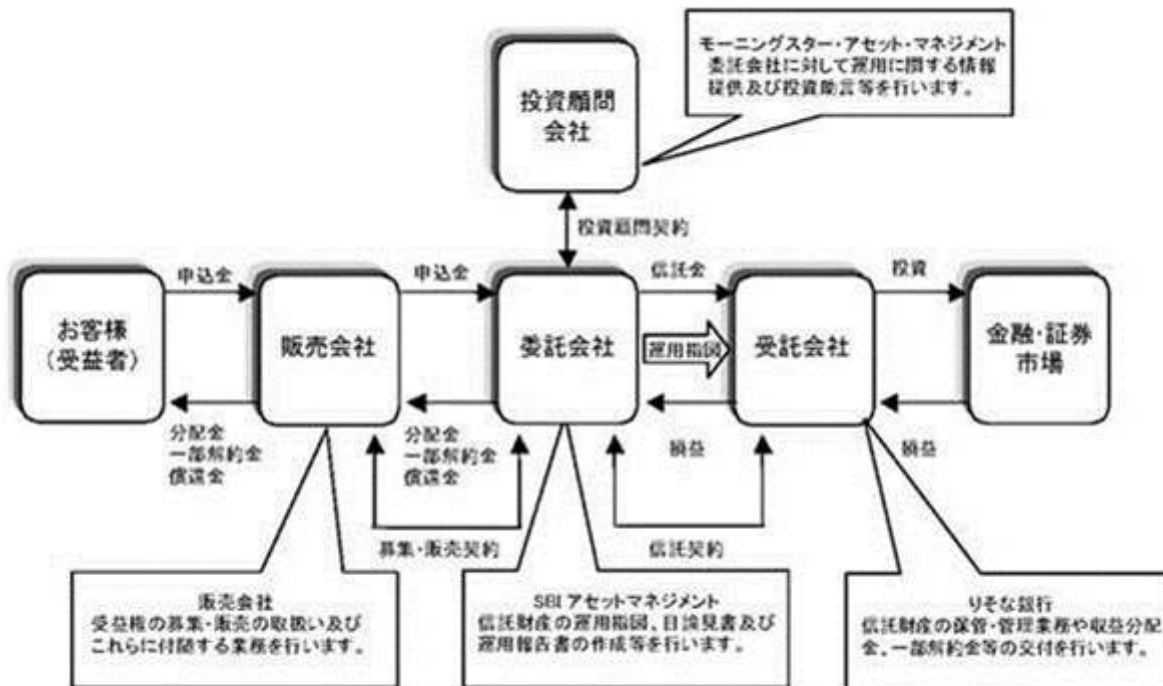 モーニングスター・アセット・マネジメント
委託会社に対して運用に関する情報
提供及び投資助言等を行います。
投資顧問
会社
投資顧問契約
申込金
申込金
信託金
投資
お客様
(受益者)
販売会社
委託会社
運用指図
受託会社
金融・証券
市場
分配金
一部解約金
償還金
分配金
一部解約金
償還金
損益
損益
募集・販売契約
信託契約
販売会社
受益権の募集・販売の取扱い及び
これらに付随する業務を行います。
SBIアセットマネジメント
信託財産の運用指図、目論見書及び
運用報告書の作成等を行います。
りそな銀行
信託財産の保管・管理業務や収益分配
金、一部解約金等の交付を行います。